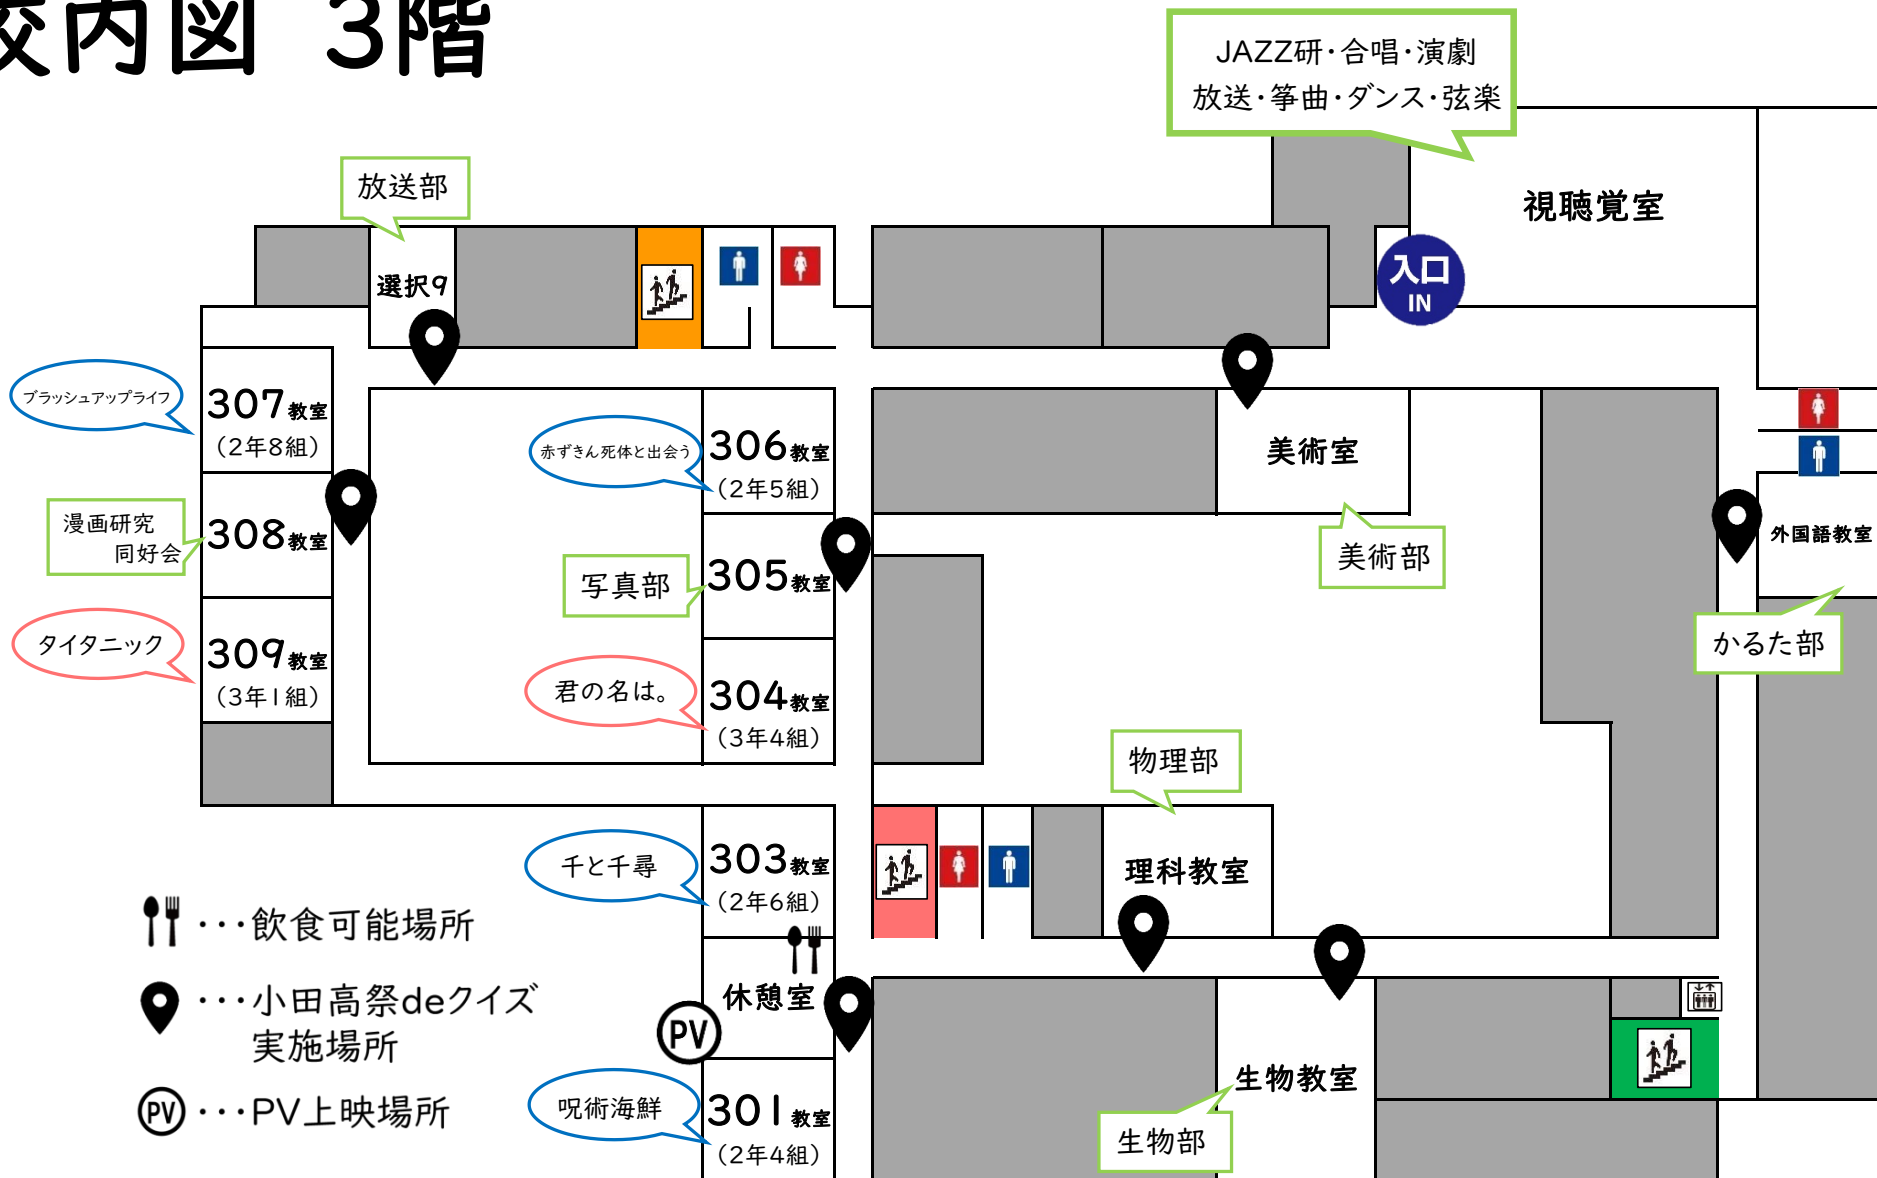 校内図 3階
JAZZ研・合唱・演劇
放送・箏曲・ダンス・弦楽
視聴覚室
入口
IN
放送部
選択9
ブラッシュアップライフ
307教室
(2年8組)
赤ずきん死体と出会う
306教室
(2年5組)
美術室
美術部
漫画研究
同好会
308教室
写真部
305教室
外国語教室
かるた部
タイタニック
309教室
(3年1組)
君の名は。
304教室
(3年4組)
物理部
理科教室
千と千尋
303教室
(2年6組)
休憩室
PV
呪術海鮮
301教室
(2年4組)
生物教室
生物部
・・・飲食可能場所
・・・小田高祭deクイズ
実施場所
PV・・・PV上映場所